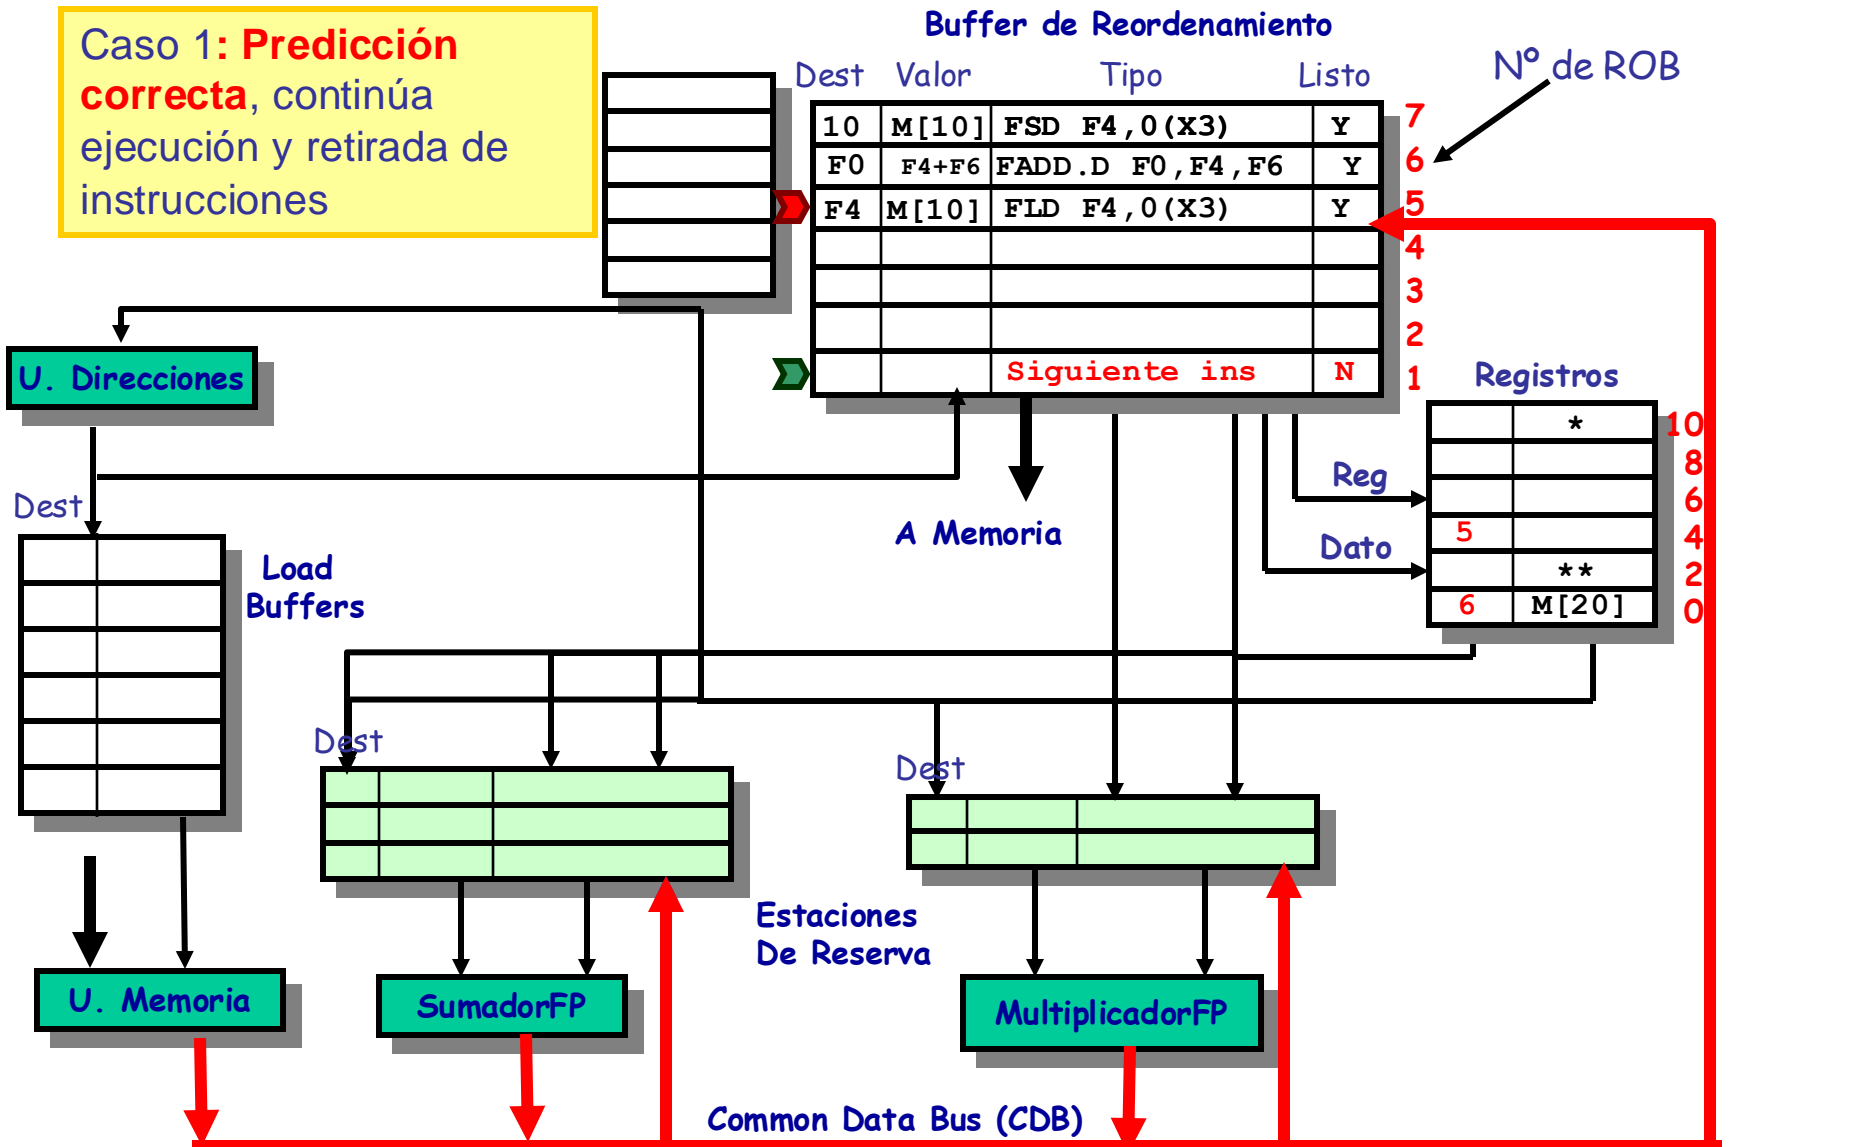 Caso 1: Predicción
correcta, continúa
ejecución y retirada de
instrucciones
Buffer de Reordenamiento
Dest Valor Tipo Listo
Nº de ROB
10 M[10] FSD F4,0(X3) Y 7
F0 F4+F6 FADD.D F0,F4,F6 Y 6
F4 M[10] FLD F4,0(X3) Y 5
4
3
2
Siguiente ins N 1
U. Direcciones
Registros
* 10
8
Reg
6
5 4
Dato
** 2
6 M[20] 0
Dest
A Memoria
Load
Buffers
Dest
Dest
Estaciones
De Reserva
U. Memoria
SumadorFP
MultiplicadorFP
Common Data Bus (CDB)